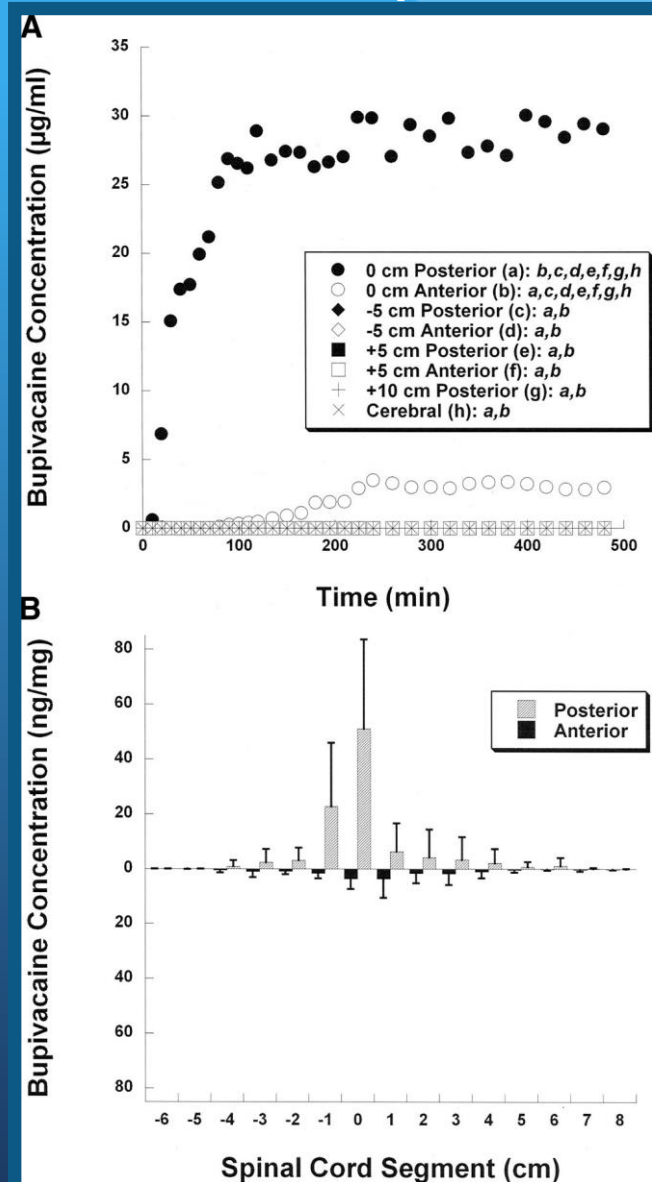 A
Bupivacaine Concentration (µg/ml)
35
30
25
20
15
10
5
0
0 cm Posterior (a): b,c,d,e,f,g,h
0 cm Anterior (b): a,c,d,e,f,g,h
-5 cm Posterior (c): a,b
-5 cm Anterior (d): a,b
+5 cm Posterior (e): a,b
+5 cm Anterior (f): a,b
+10 cm Posterior (g): a,b
Cerebral (h): a,b
0 100 200 300 400 500
Time (min)
B
Bupivacaine Concentration (ng/mg)
80
60
40
20
0
20
40
60
80
Posterior
Anterior
-6 -5 -4 -3 -2 -1 0 1 2 3 4 5 6 7 8
Spinal Cord Segment (cm)